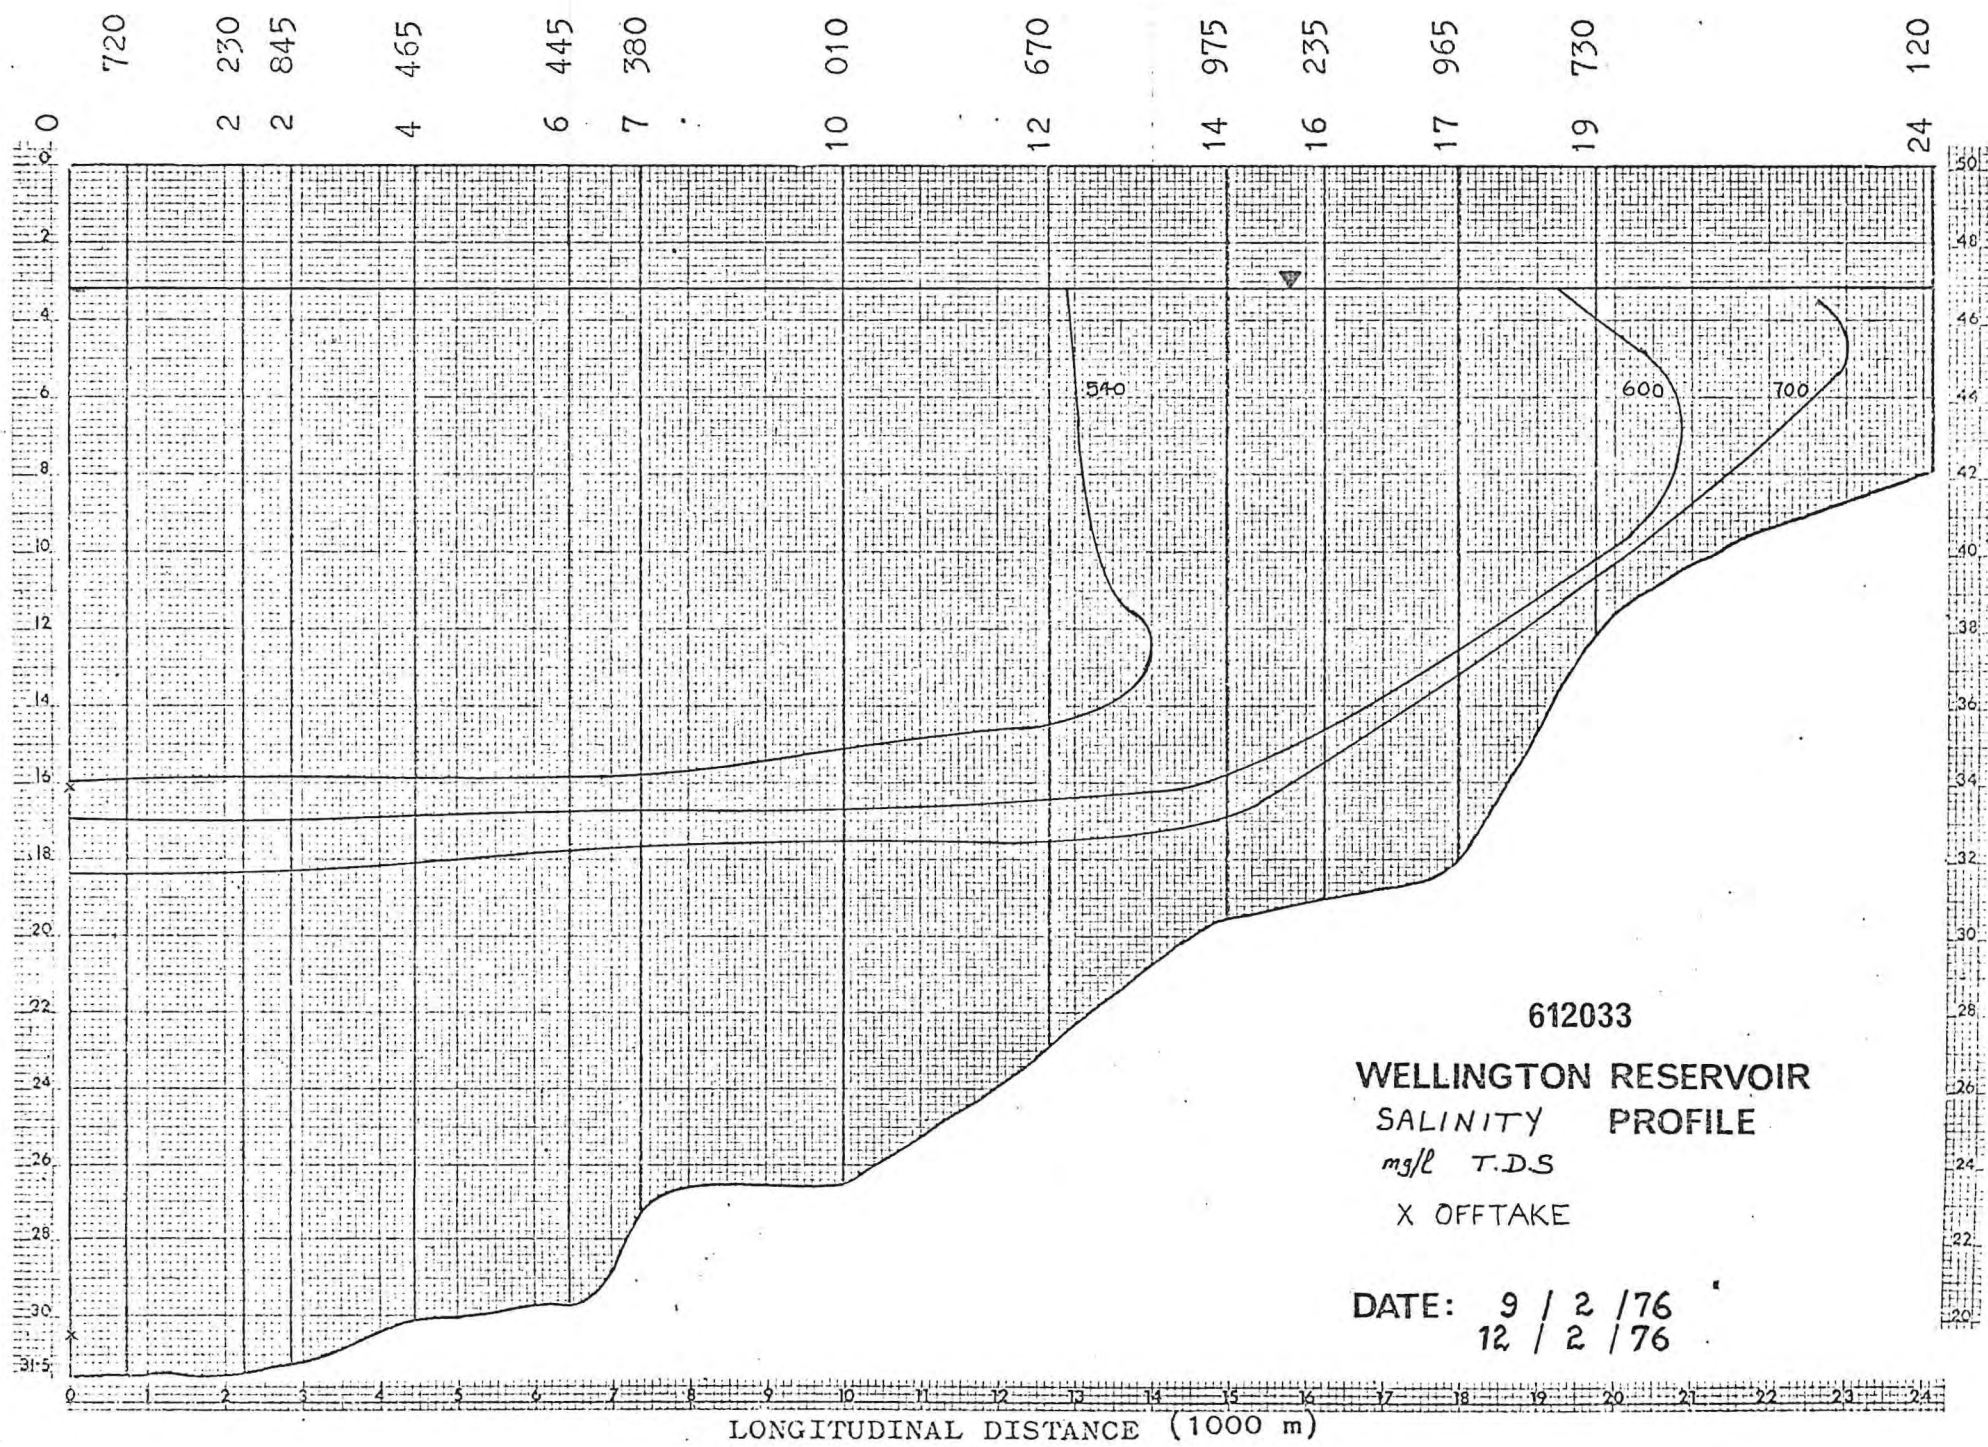 720 230 845 465 445 380 010 670 975 235 965 730 120
0 2 2 4 6 7 10 12 14 16 17 19 24
0 50
2 48
4 46
540 600 700
6 44
8 42
10 40
12 38
14 36
16 34
18 32
20 30
22 28
24 26
26 24
28 22
30 20
31.5
612033
WELLINGTON RESERVOIR
SALINITY PROFILE
mg/l T.D.S
X OFFTAKE
DATE: 9 / 2 / 76
12 / 2 / 76
0 1 2 3 4 5 6 7 8 9 10 11 12 13 14 15 16 17 18 19 20 21 22 23 24
LONGITUDINAL DISTANCE (1000 m)